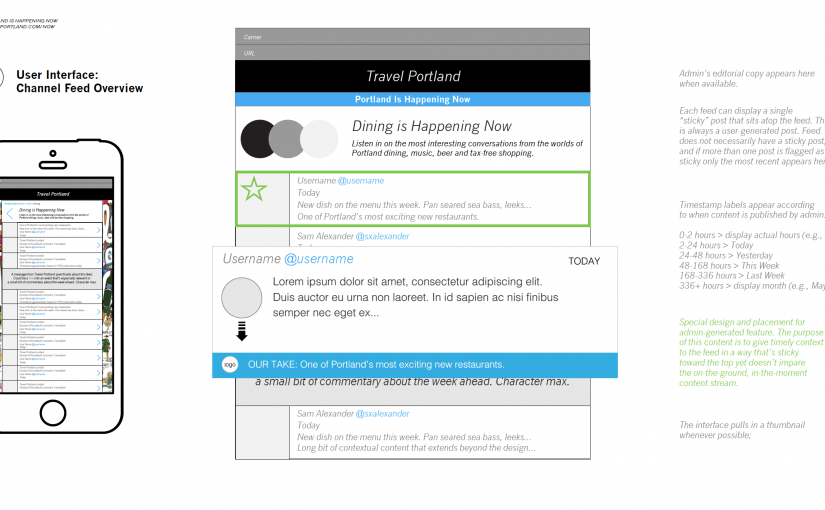 ND IS HAPPENING NOW
PORTLAND.COM/NOW
User Interface:
Channel Feed Overview
Travel Portland
Dining is Happening Now
Carrier
URL
Travel Portland
Portland Is Happening Now
Dining is Happening Now
Listen in on the most interesting conversations from the worlds of
Portland dining, music, beer and tax-free shopping.
Username @username
Today
New dish on the menu this week. Pan seared sea bass, leeks...
One of Portland's most exciting new restaurants.
Sam Alexander @sxalexander
Username @username
TODAY
Lorem ipsum dolor sit amet, consectetur adipiscing elit.
Duis auctor eu urna non laoreet. In id sapien ac nisi finibus
semper nec eget ex...
logo
OUR TAKE: One of Portland's most exciting new restaurants.
a small bit of commentary about the week ahead. Character max.
Sam Alexander @sxalexander
Today
New dish on the menu this week. Pan seared sea bass, leeks...
Long bit of contextual content that extends beyond the design...
Admin's editorial copy appears here
when available.
Each feed can display a single
"sticky" post that sits atop the feed. Th
is always a user-generated post. Feed
does not necessarily have a sticky post,
and if more than one post is flagged as
sticky only the most recent appears her
Timestamp labels appear according
to when content is published by admin.
0-2 hours > display actual hours (e.g.,
2-24 hours > Today
24-48 hours > Yesterday
48-168 hours > This Week
168-336 hours > Last Week
336+ hours > display month (e.g., May
Special design and placement for
admin-generated feature. The purpose
of this content is to give timely context
to the feed in a way that's sticky
toward the top yet doesn't impare
the on-the-ground, in-the-moment
content stream.
The interface pulls in a thumbnail
whenever possible;